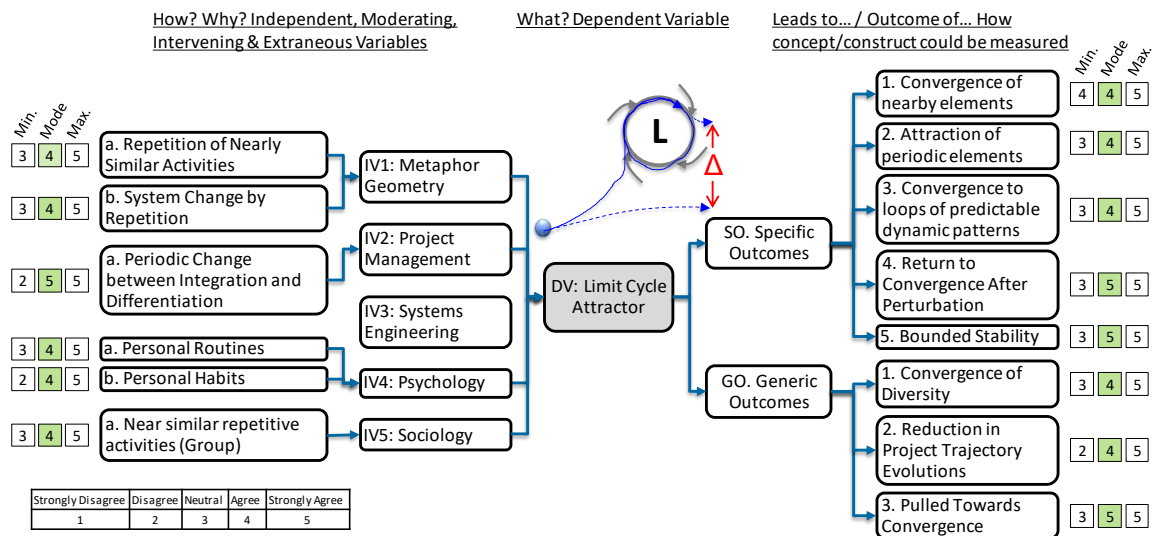 How? Why? Independent, Moderating,
Intervening & Extraneous Variables
What? Dependent Variable
Leads to... / Outcome of... How
concept/construct could be measured
Min. Mode Max.
3 4 5
a. Repetition of Nearly
Similar Activities
3 4 5
b. System Change by
Repetition
2 5 5
a. Periodic Change
between Integration and
Differentiation
3 4 5
a. Personal Routines
2 4 5
b. Personal Habits
3 4 5
a. Near similar repetitive
activities (Group)
IV1: Metaphor
Geometry
IV2: Project
Management
IV3: Systems
Engineering
IV4: Psychology
IV5: Sociology
L
Δ
DV: Limit Cycle
Attractor
SO. Specific
Outcomes
GO. Generic
Outcomes
Min. Mode Max.
1. Convergence of
nearby elements
4 4 5
2. Attraction of
periodic elements
3 4 5
3. Convergence to
loops of predictable
dynamic patterns
3 4 5
4. Return to
Convergence After
Perturbation
3 5 5
5. Bounded Stability
3 5 5
1. Convergence of
Diversity
3 4 5
2. Reduction in
Project Trajectory
Evolutions
2 4 5
3. Pulled Towards
Convergence
3 5 5
Strongly Disagree Disagree Neutral Agree Strongly Agree
1 2 3 4 5